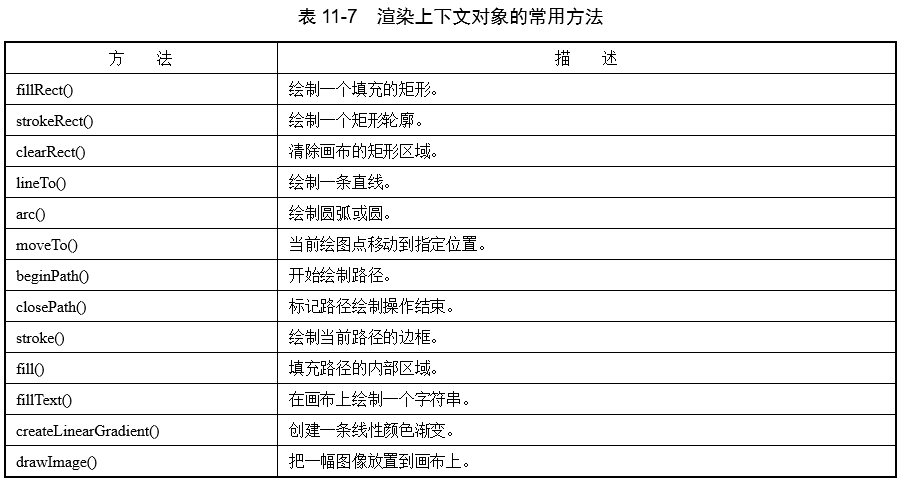 表 11-7 渲染上下文对象的常用方法
方 法 描 述
fillRect() 绘制一个填充的矩形。
strokeRect() 绘制一个矩形轮廓。
clearRect() 清除画布的矩形区域。
lineTo() 绘制一条直线。
arc() 绘制圆弧或圆。
moveTo() 当前绘图点移动到指定位置。
beginPath() 开始绘制路径。
closePath() 标记路径绘制操作结束。
stroke() 绘制当前路径的边框。
fill() 填充路径的内部区域。
fillText() 在画布上绘制一个字符串。
createLinearGradient() 创建一条线性颜色渐变。
drawImage() 把一幅图像放置到画布上。